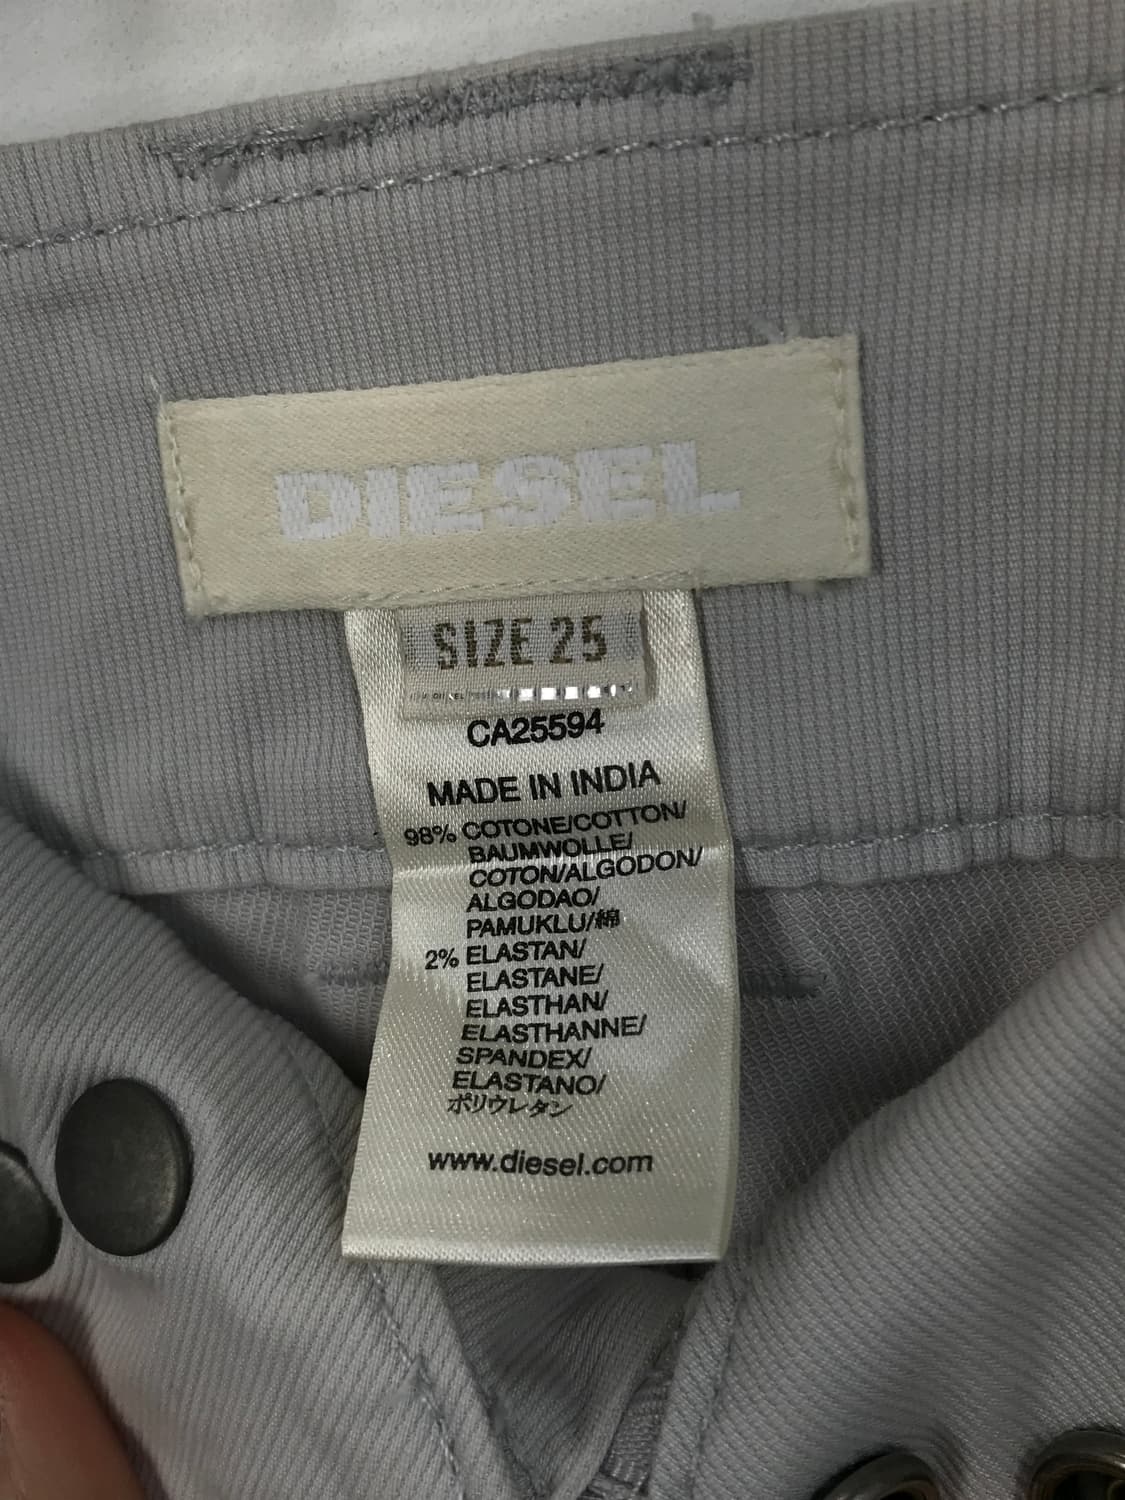 DIESEL
SIZE 25
CA25594
MADE IN INDIA
98% COTONE/COTTON/
BAUMWOLLE/
COTON/ALGODON/
ALGODAO/
PAMUKLU/綿
2% ELASTAN/
ELASTANE/
ELASTHAN/
ELASTHANNE/
SPANDEX/
ELASTANO/
ポリウレタン
www.diesel.com